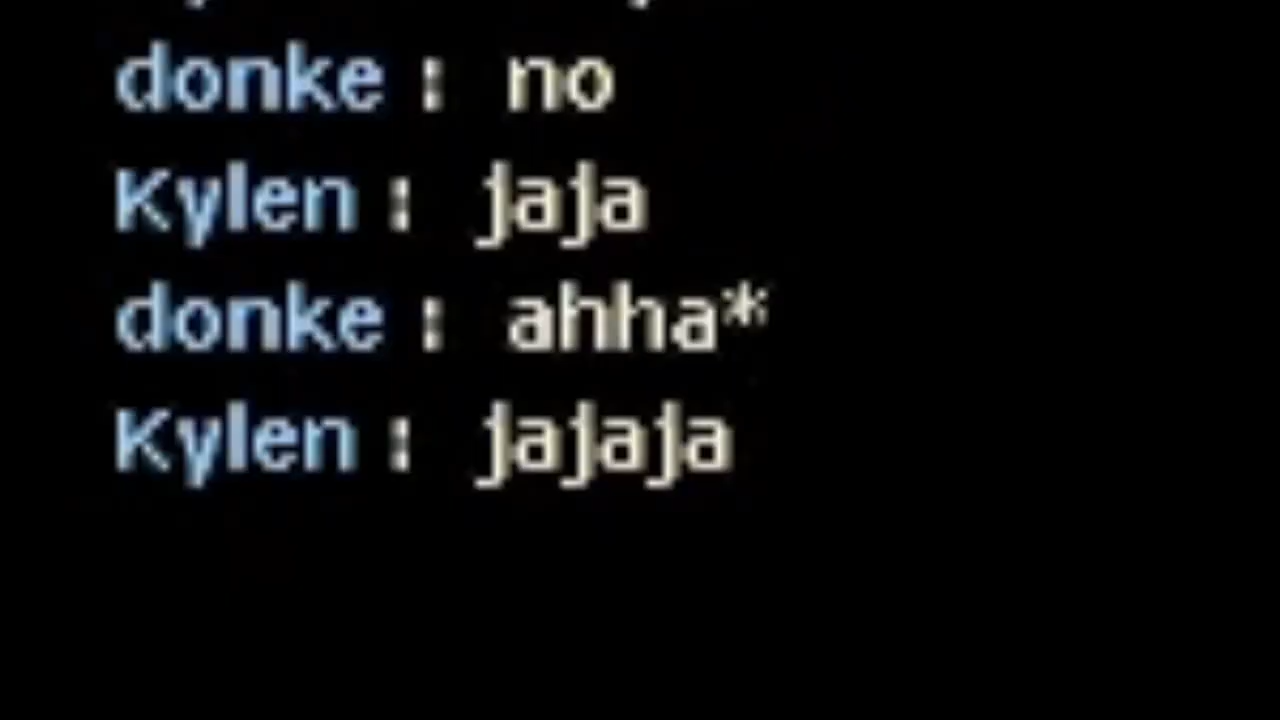 donke : no
Kylen : jaja
donke : ahha*
Kylen : jajaja